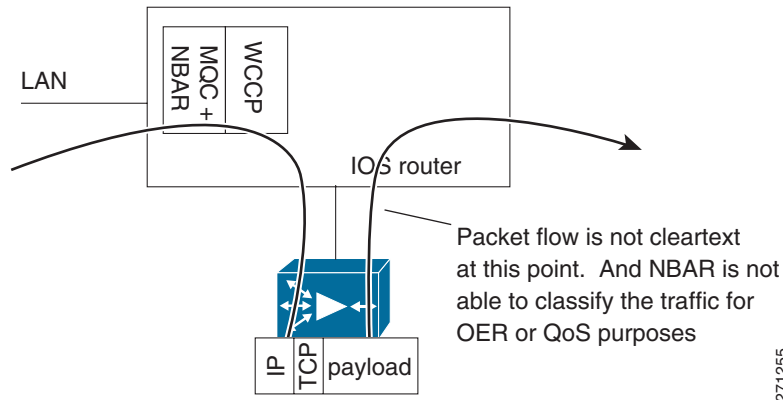 LAN
MQC +
NBAR
WCCP
IOS router
Packet flow is not cleartext
at this point. And NBAR is not
able to classify the traffic for
OER or QoS purposes
IP
TCP
payload
271255